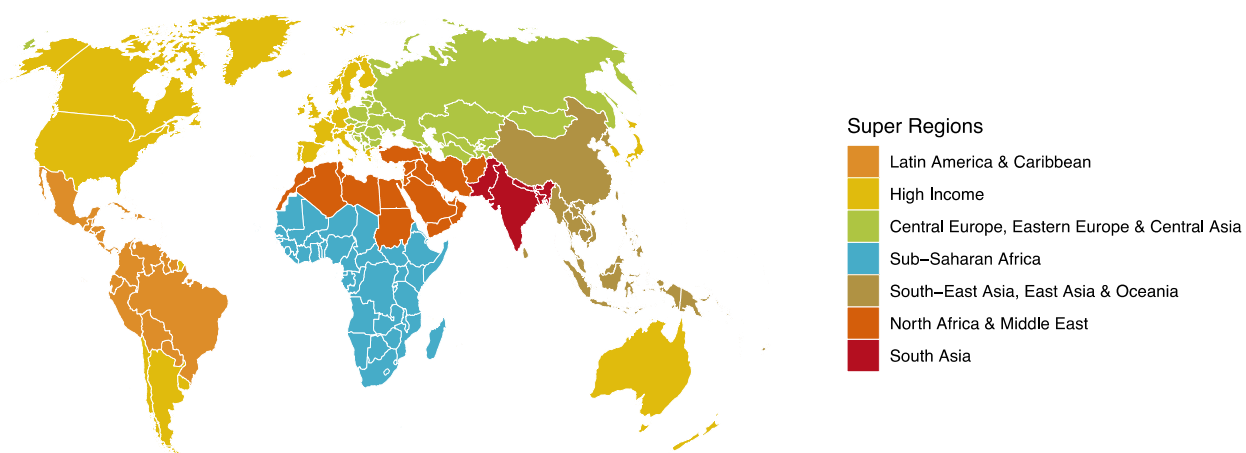 Super Regions
Latin America & Caribbean
High Income
Central Europe, Eastern Europe & Central Asia
Sub−Saharan Africa
South−East Asia, East Asia & Oceania
North Africa & Middle East
South Asia